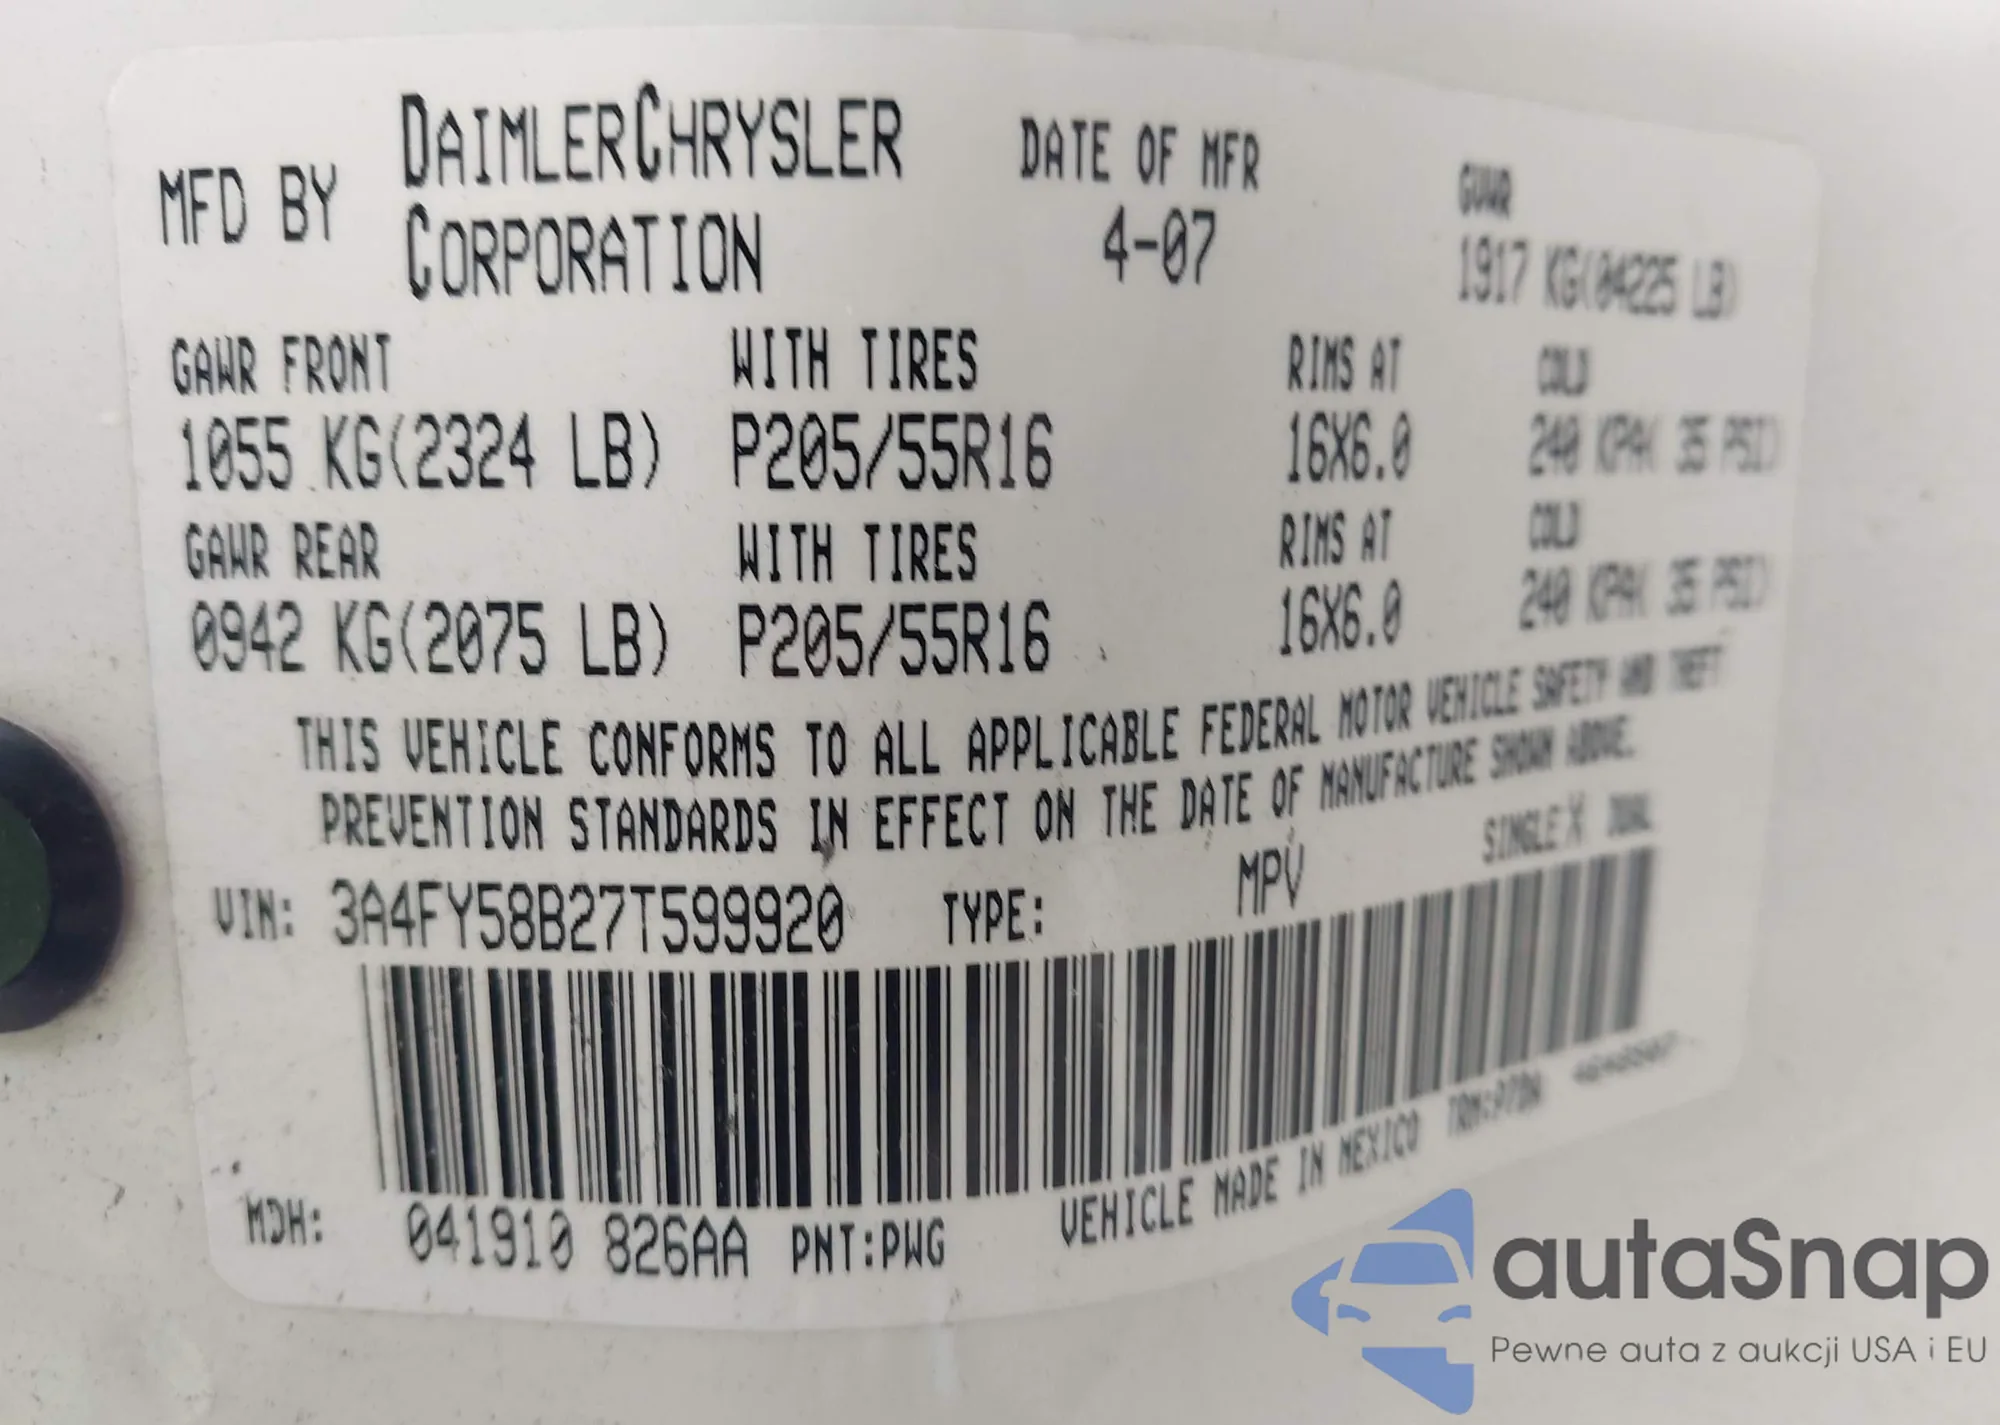 MFD BY DAIMLERCHRYSLER CORPORATION
DATE OF MFR
4-07
GVWR
1917 KG(04225 LB)
GAWR FRONT WITH TIRES RIMS AT COLD
1055 KG(2324 LB) P205/55R16 16X6.0 240 KPA( 35 PSI)
GAWR REAR WITH TIRES RIMS AT COLD
0942 KG(2075 LB) P205/55R16 16X6.0 240 KPA( 35 PSI)
THIS VEHICLE CONFORMS TO ALL APPLICABLE FEDERAL MOTOR VEHICLE SAFETY AND THEFT
PREVENTION STANDARDS IN EFFECT ON THE DATE OF MANUFACTURE SHOWN ABOVE.
VIN: 3A4FY58B27T599920 TYPE: MPV SINGLE X DUAL
MDH: 041910 826AA PNT:PWG VEHICLE MADE IN MEXICO
autaSnap
Pewne auta z aukcji USA i EU